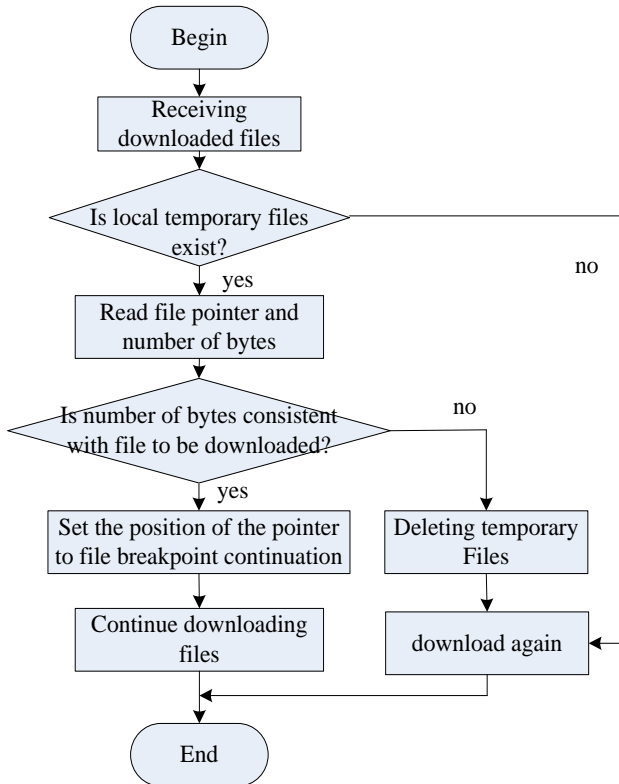 Begin
Receiving
downloaded files
Is local temporary files
exist?
no
yes
Read file pointer and
number of bytes
Is number of bytes consistent
with file to be downloaded?
no
yes
Set the position of the pointer
to file breakpoint continuation
Deleting temporary
Files
Continue downloading
files
download again
End